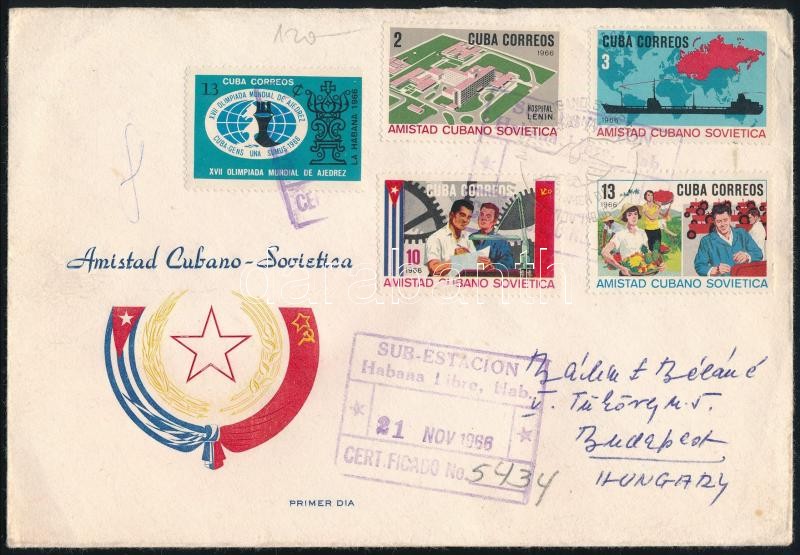 120
CUBA CORREOS
13 ¢
XVII OLIMPIADA MUNDIAL DE AJEDREZ
CUBA·GENS UNA SUMUS·1966
LA HABANA 1966
XVII OLIMPIADA MUNDIAL DE AJEDREZ
2 CUBA CORREOS
1966
HOSPITAL
LENIN
AMISTAD CUBANO SOVIETICA
CUBA CORREOS
3
1966
AMISTAD CUBANO SOVIETICA
CUBA CORREOS
10
1966
AMISTAD CUBANO SOVIETICA
13 CUBA CORREOS
1966
AMISTAD CUBANO SOVIETICA
Amistad Cubano-Sovietica
darabanth
SUB-ESTACION
Habana Libre, Hab.
21 NOV 1966
CERTIFICADO No. 5434
Budapest
HUNGARY
PRIMER DIA